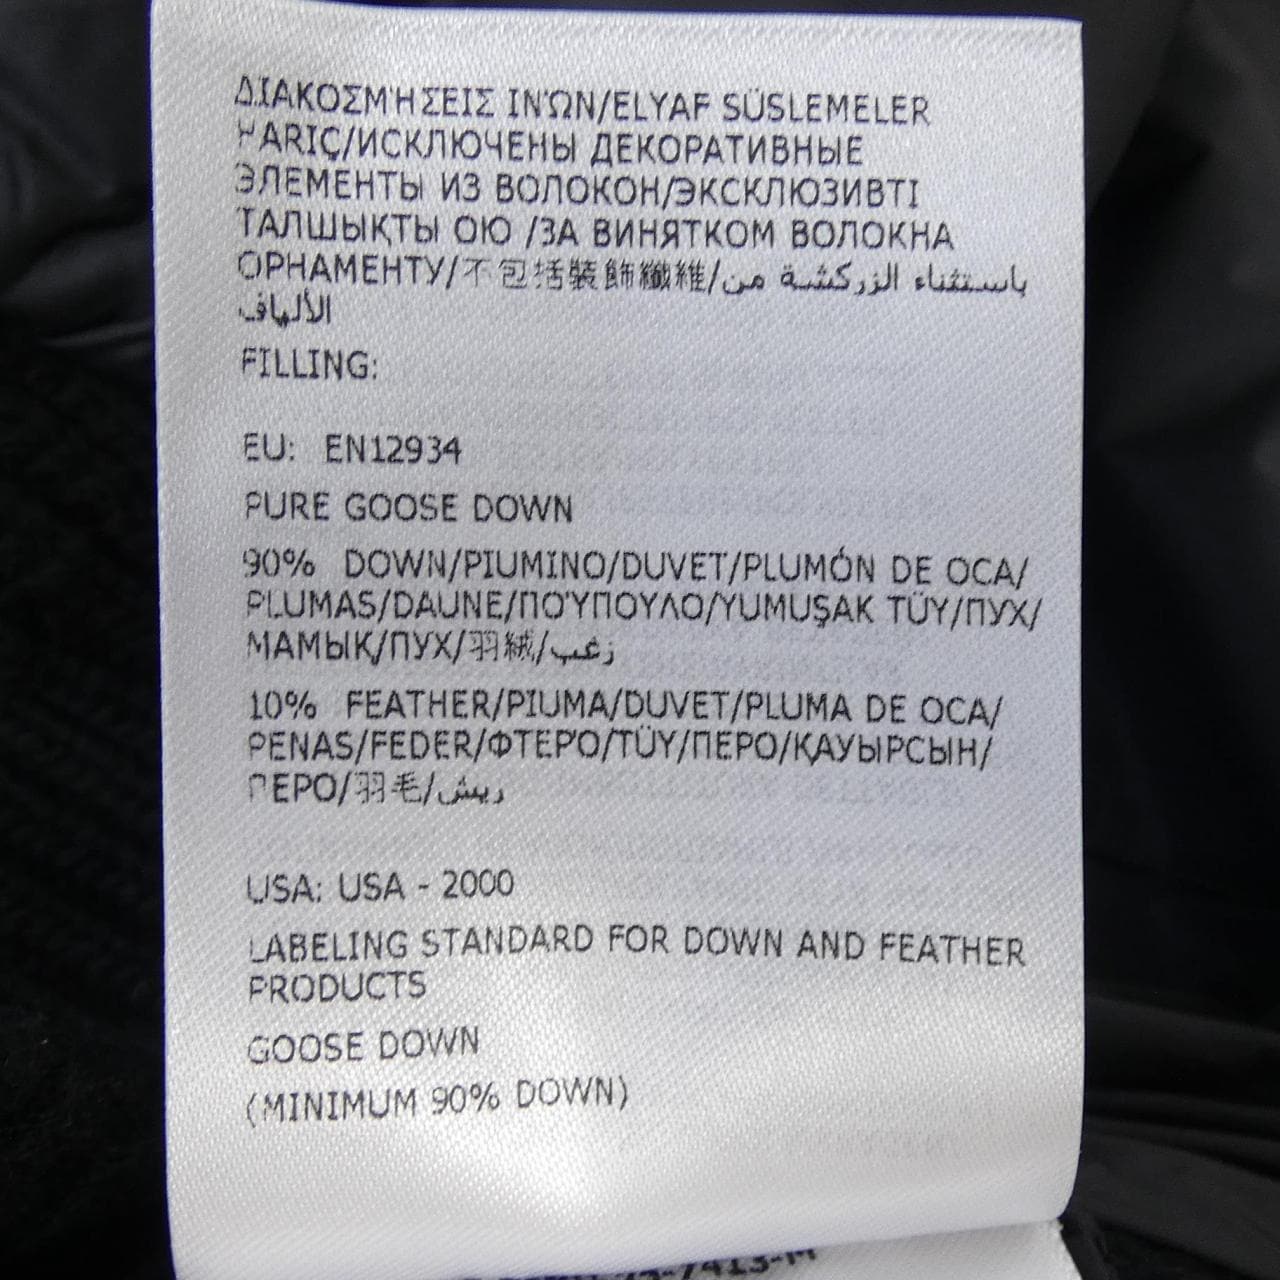 ΔΙΑΚΟΣΜΉΣΕΙΣ ΙΝΏΝ/ELYAF SÜSLEMELER
HARIÇ/ИСКЛЮЧЕНЫ ДЕКОРАТИВНЫЕ
ЭЛЕМЕНТЫ ИЗ ВОЛОКОН/ЭКСКЛЮЗИВТІ
ТАЛШЫҚТЫ ОЮ /ЗА ВИНЯТКОМ ВОЛОКНА
ОРНАМЕНТУ/不包括裝飾纖維/باستثناء الزركشة من
الألياف
FILLING:
EU: EN12934
PURE GOOSE DOWN
90% DOWN/PIUMINO/DUVET/PLUMÓN DE OCA/
PLUMAS/DAUNE/ΠΟΎΠΟΥΛΟ/YUMUŞAK TÜY/ПУХ/
МАМЫҚ/ПУХ/羽絨/زغب
10% FEATHER/PIUMA/DUVET/PLUMA DE OCA/
PENAS/FEDER/ΦΤΕΡΌ/TÜY/ПЕРО/ҚАУЫРСЫН/
ПЕРО/羽毛/ريش
USA: USA - 2000
LABELING STANDARD FOR DOWN AND FEATHER
PRODUCTS
GOOSE DOWN
(MINIMUM 90% DOWN)